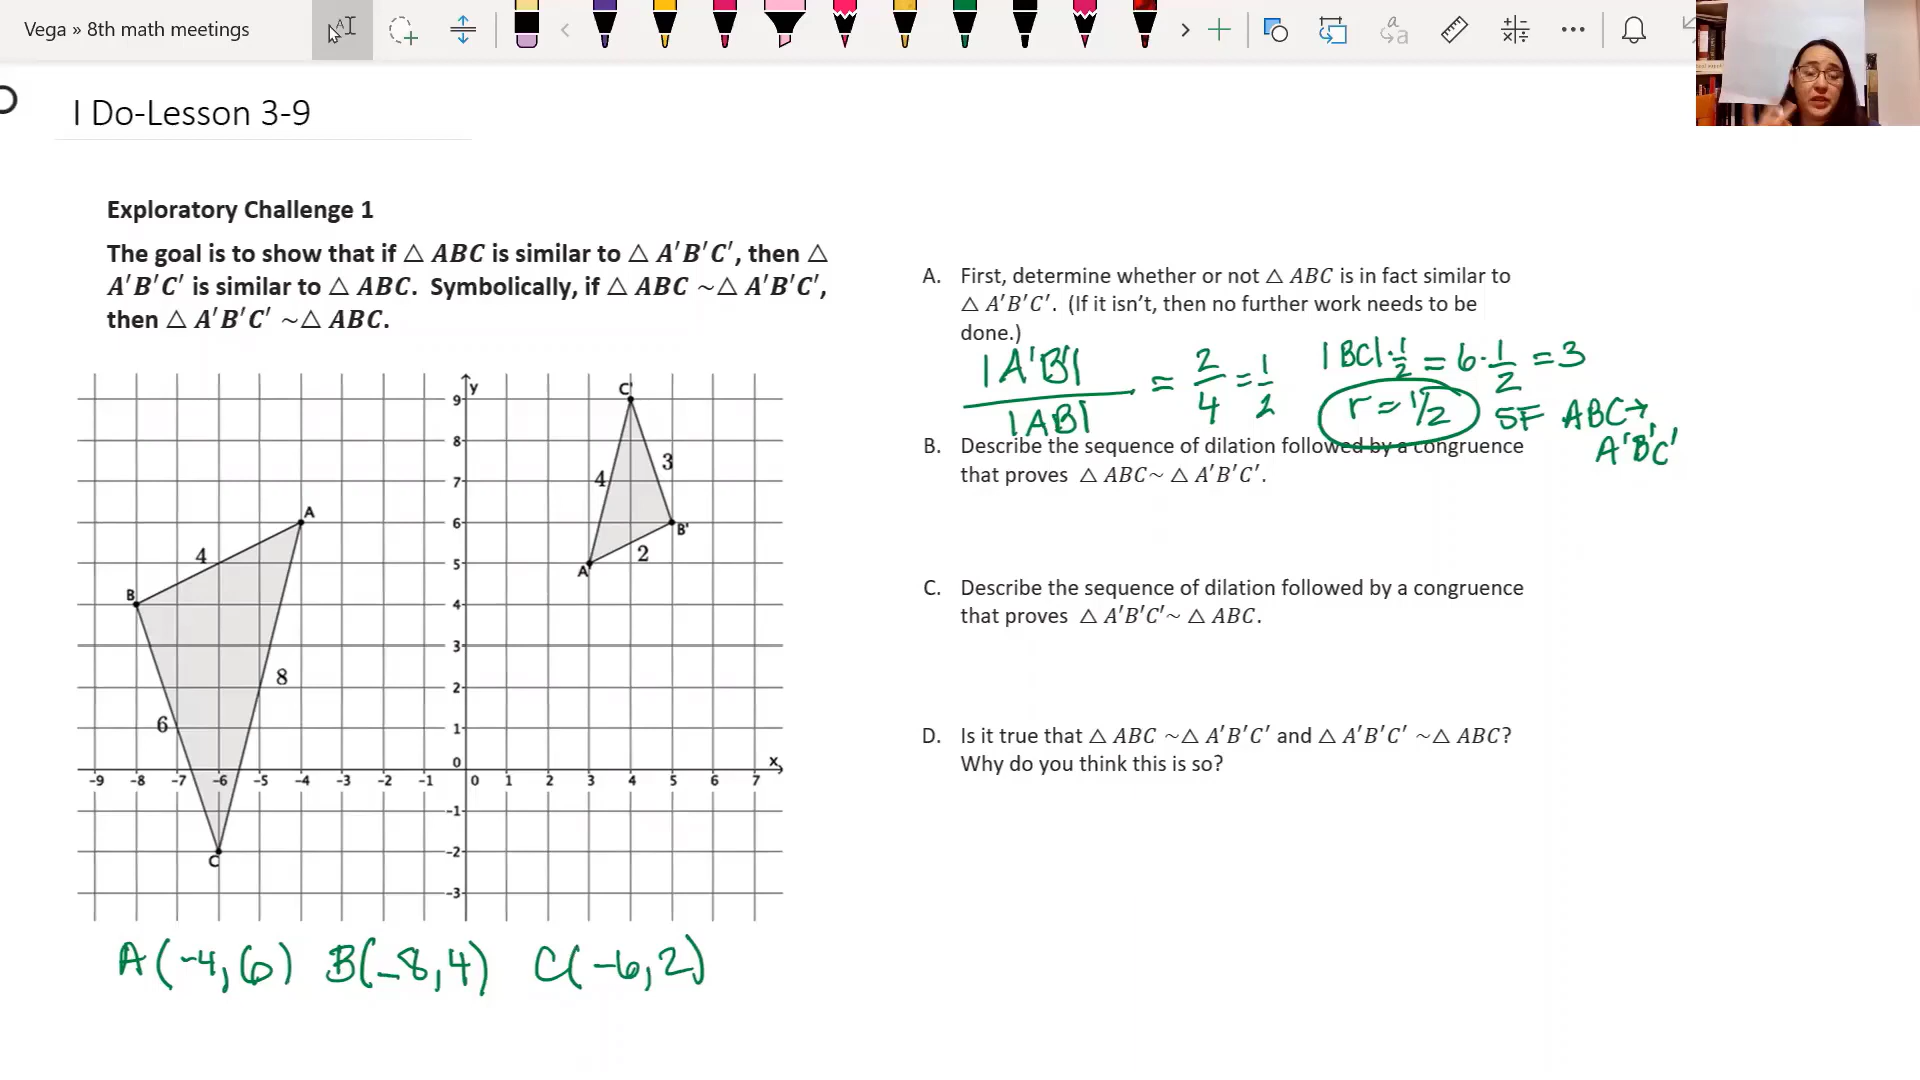 Vega » 8th math meetings
I Do-Lesson 3-9
Exploratory Challenge 1
The goal is to show that if △ ABC is similar to △ A′B′C′, then △
A′B′C′ is similar to △ ABC. Symbolically, if △ ABC ~△ A′B′C′,
then △ A′B′C′ ~△ ABC.
y
9
8
7
6
5
4
3
2
1
0
-1
-2
-3
-9 -8 -7 -6 -5 -4 -3 -2 -1 0 1 2 3 4 5 6 7
x
A
B
C
4
6
8
C'
A'
B'
4
3
2
A(-4,6) B(-8,4) C(-6,2)
A. First, determine whether or not △ ABC is in fact similar to
△ A′B′C′. (If it isn't, then no further work needs to be
done.)
|A'B'| / |AB| = 2/4 = 1/2
|BC|·1/2 = 6·1/2 = 3
r = 1/2 SF ABC→
A'B'C'
B. Describe the sequence of dilation followed by a congruence
that proves △ ABC~ △ A′B′C′.
C. Describe the sequence of dilation followed by a congruence
that proves △ A′B′C′~ △ ABC.
D. Is it true that △ ABC ~△ A′B′C′ and △ A′B′C′ ~△ ABC?
Why do you think this is so?